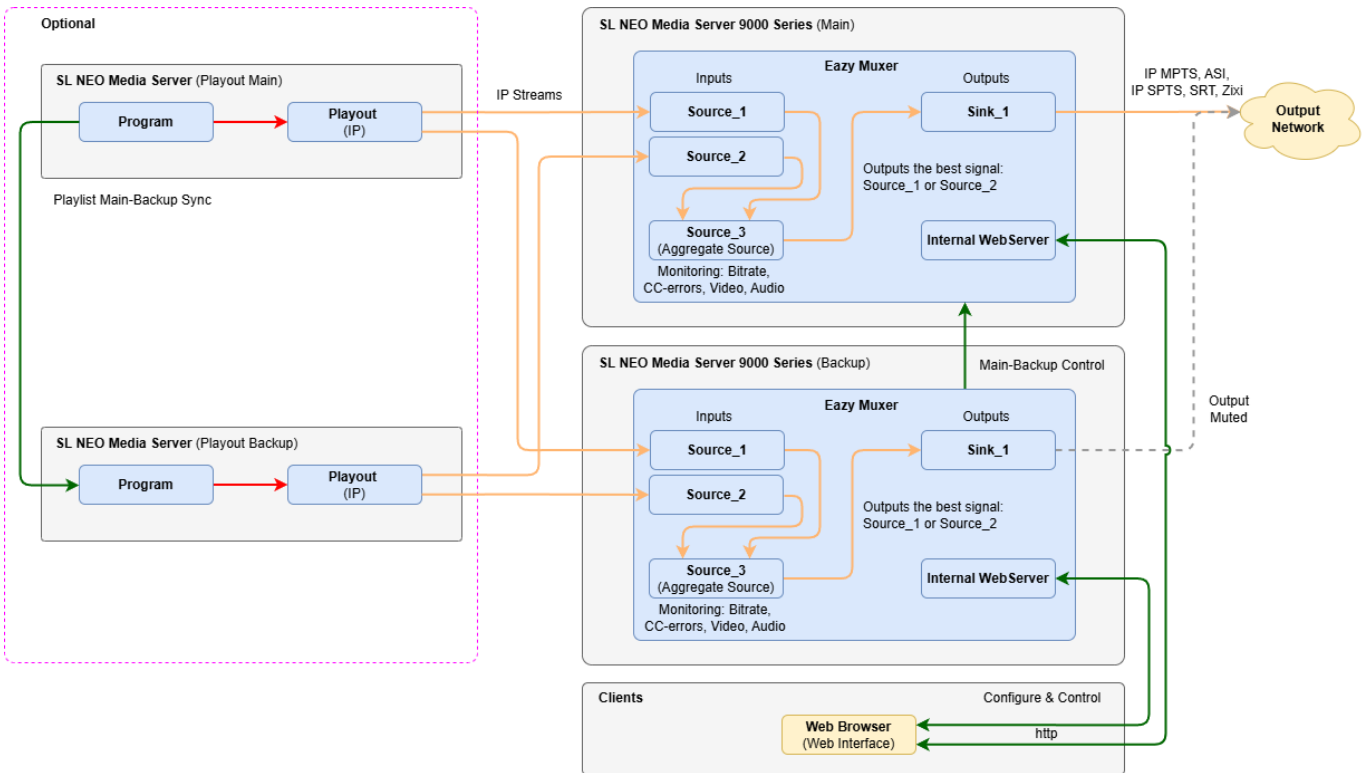 Optional
SL NEO Media Server (Playout Main)
Program
Playout
(IP)
Playlist Main-Backup Sync
SL NEO Media Server (Playout Backup)
Program
Playout
(IP)
IP Streams
SL NEO Media Server 9000 Series (Main)
Eazy Muxer
Inputs
Outputs
Source_1
Sink_1
Source_2
Outputs the best signal:
Source_1 or Source_2
Source_3
(Aggregate Source)
Internal WebServer
Monitoring: Bitrate,
CC-errors, Video, Audio
IP MPTS, ASI,
IP SPTS, SRT, Zixi
Output
Network
SL NEO Media Server 9000 Series (Backup)
Main-Backup Control
Eazy Muxer
Inputs
Outputs
Source_1
Sink_1
Source_2
Outputs the best signal:
Source_1 or Source_2
Source_3
(Aggregate Source)
Internal WebServer
Monitoring: Bitrate,
CC-errors, Video, Audio
Output
Muted
Clients
Configure & Control
Web Browser
(Web Interface)
http